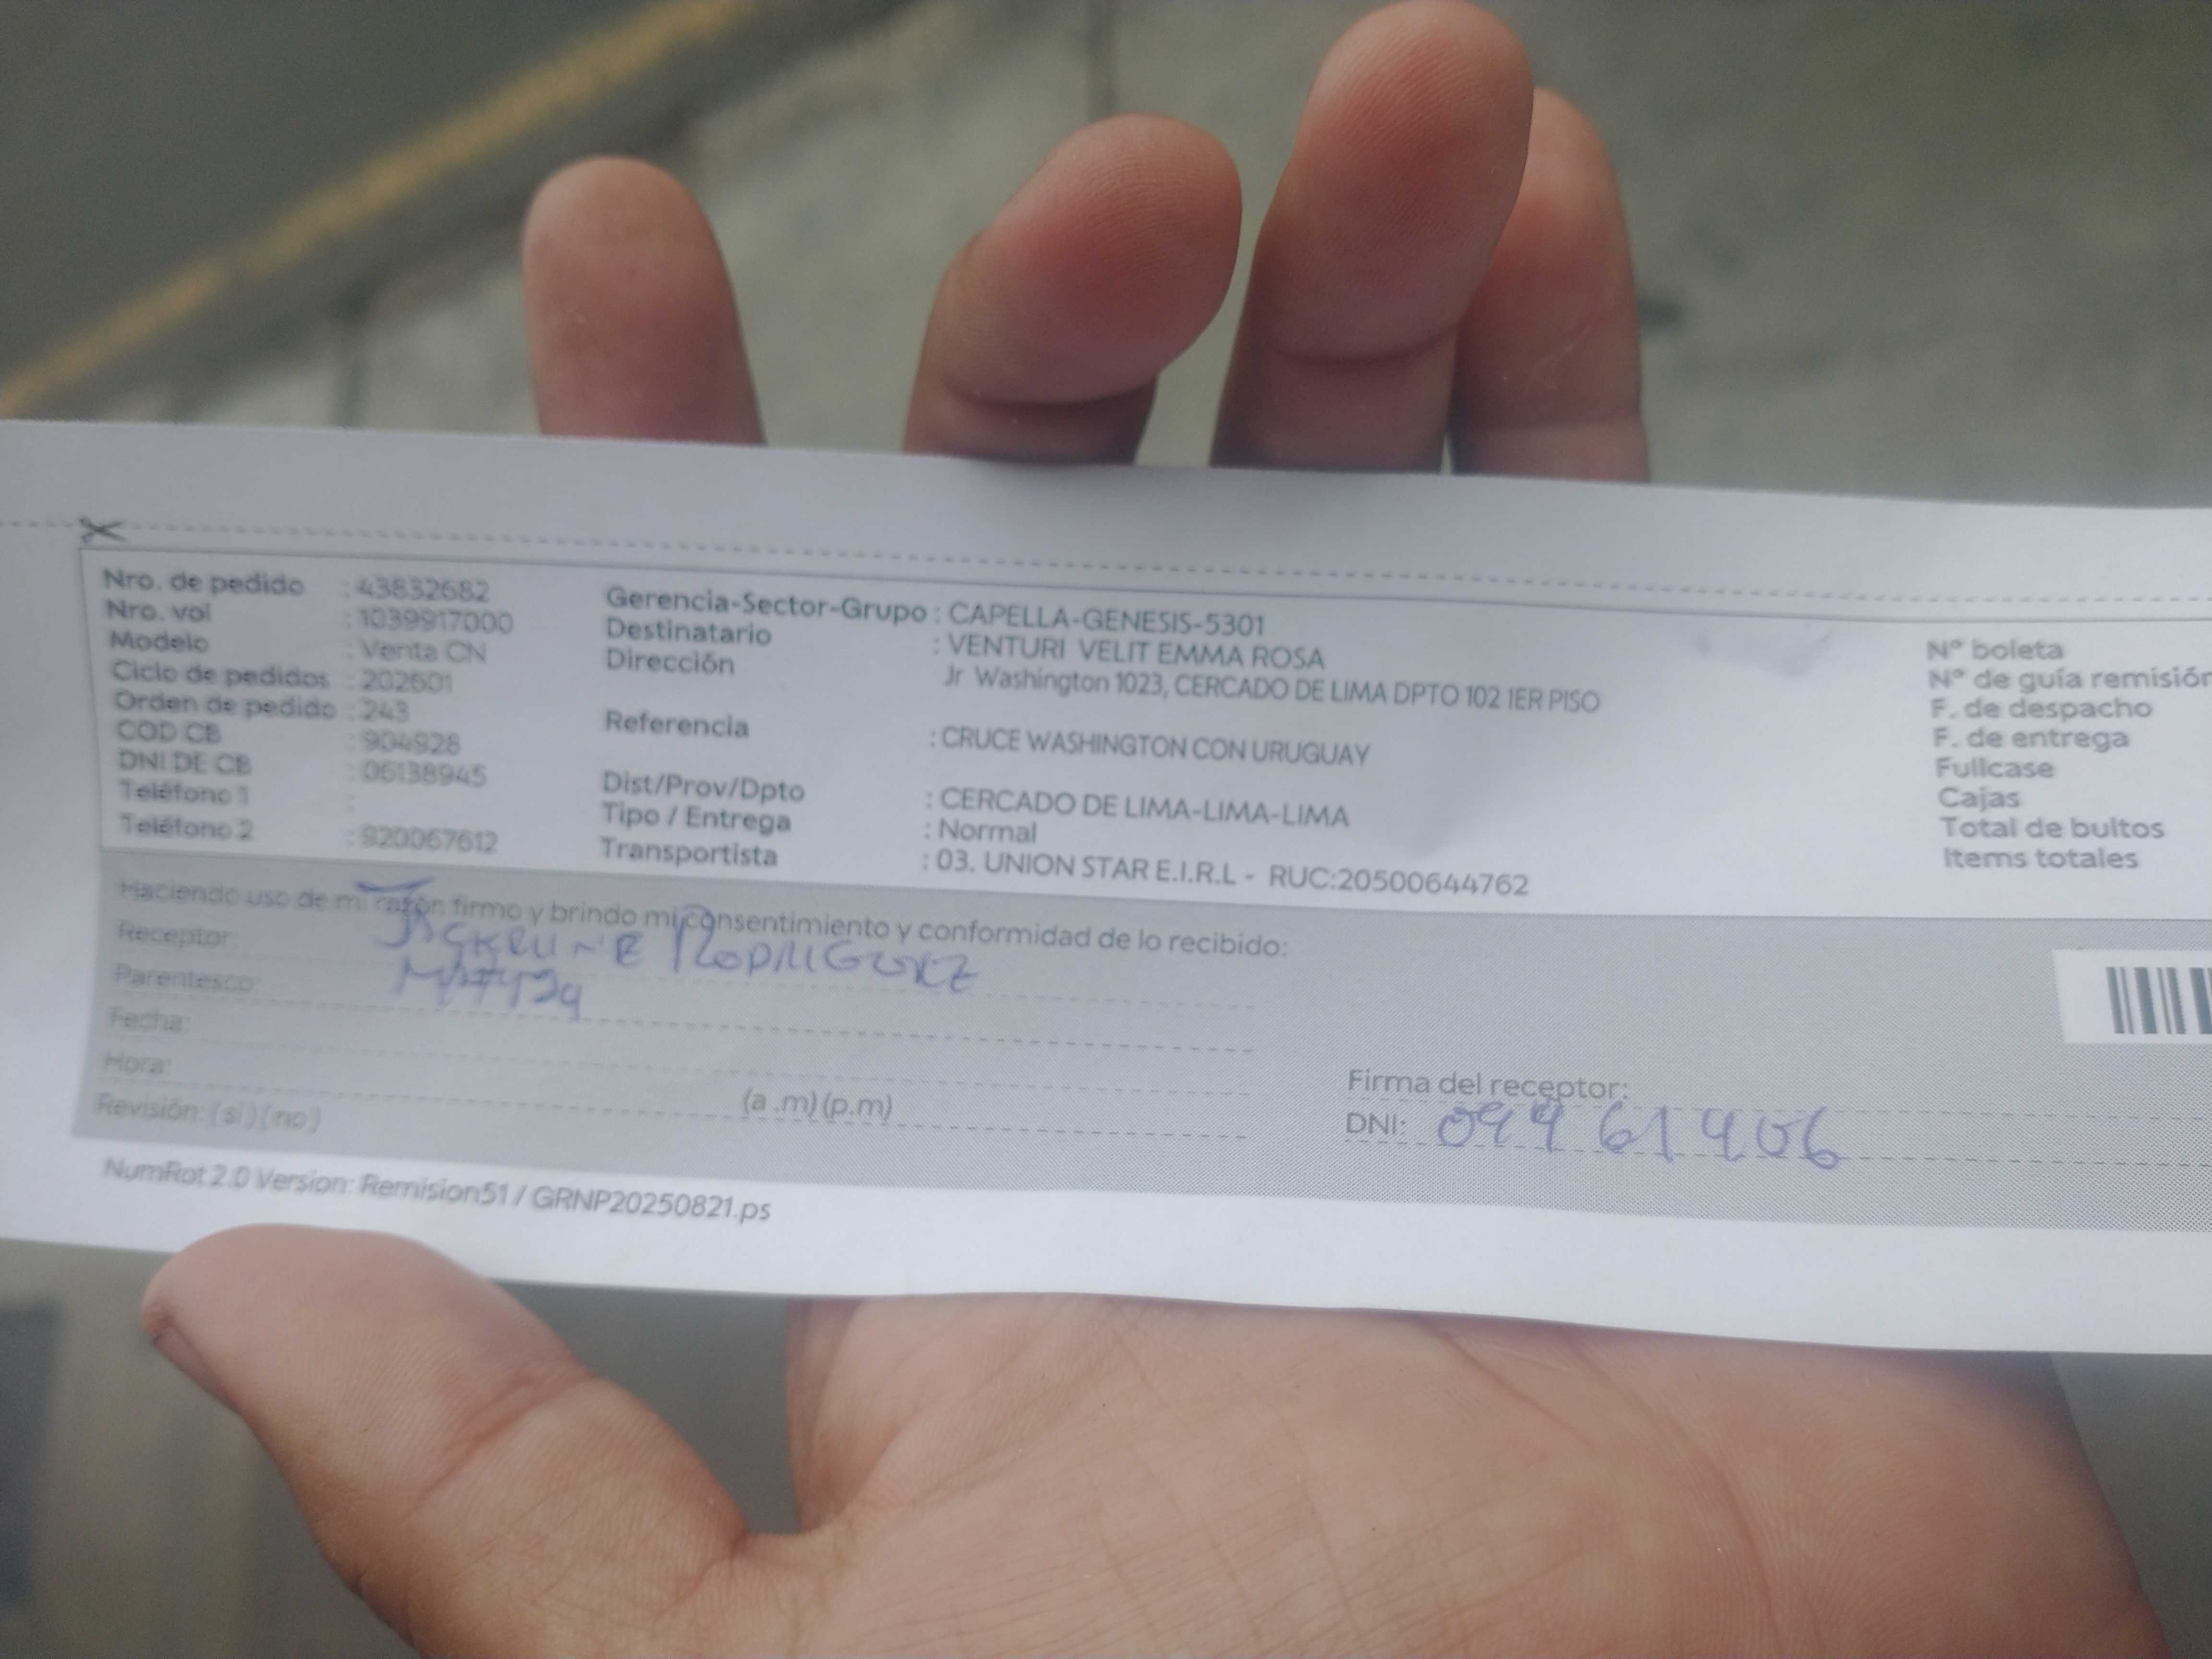 Nro. de pedido : 43832682
Nro. vol : 1039917000
Modelo : Venta CN
Ciclo de pedidos : 202601
Orden de pedido : 243
COD CB : 904928
DNI DE CB : 06138945
Teléfono 1 :
Teléfono 2 : 920067612
Gerencia-Sector-Grupo : CAPELLA-GENESIS-5301
Destinatario : VENTURI VELIT EMMA ROSA
Dirección Jr Washington 1023, CERCADO DE LIMA DPTO 102 1ER PISO
Referencia : CRUCE WASHINGTON CON URUGUAY
Dist/Prov/Dpto : CERCADO DE LIMA-LIMA-LIMA
Tipo / Entrega : Normal
Transportista : 03. UNION STAR E.I.R.L - RUC:20500644762
N° boleta
N° de guía remisión
F. de despacho
F. de entrega
Fullcase
Cajas
Total de bultos
Items totales
Haciendo uso de mi razón firmo y brindo mi consentimiento y conformidad de lo recibido:
Receptor: RODRIGUEZ
Parentesco:
Fecha:
Hora: (a .m) (p.m)
Revisión: (si) (no)
Firma del receptor:
DNI: 09961406
NumRot 2.0 Version: Remision51 / GRNP20250821.ps